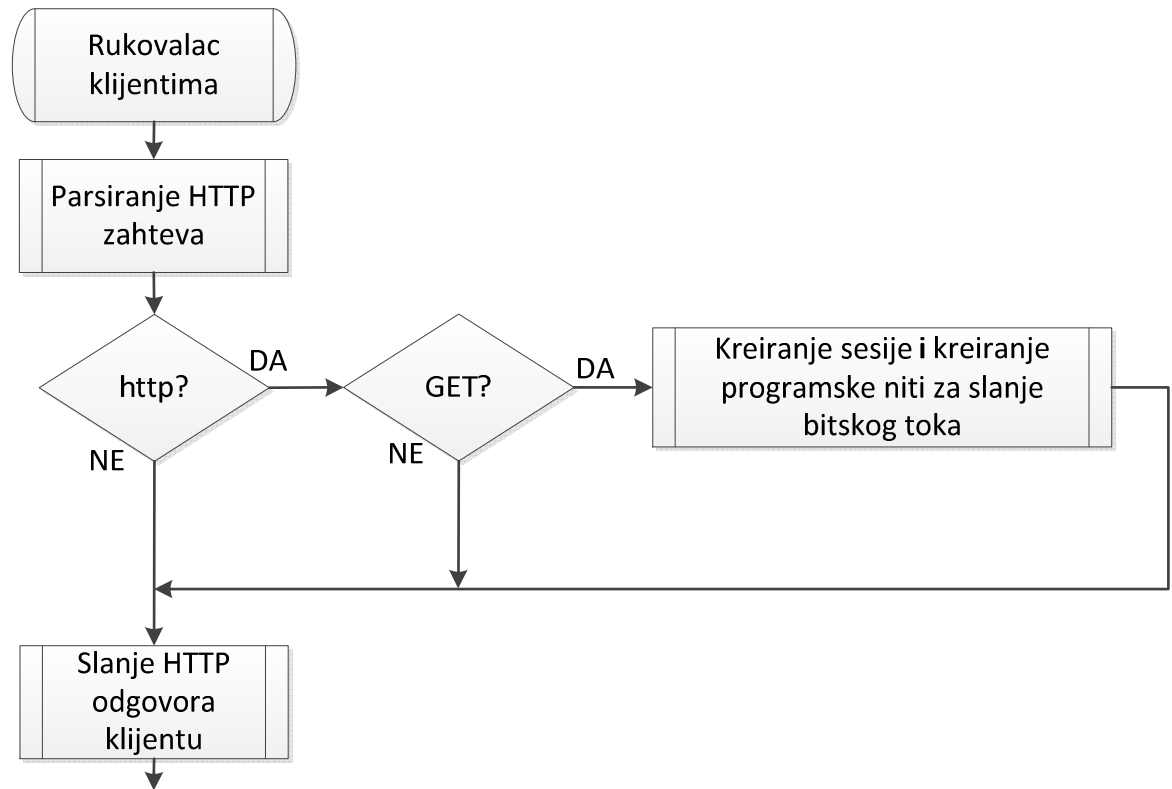 Rukovalac
klijentima
Parsiranje HTTP
zahteva
http?
DA
NE
GET?
DA
NE
Kreiranje sesije i kreiranje
programske niti za slanje
bitskog toka
Slanje HTTP
odgovora
klijentu